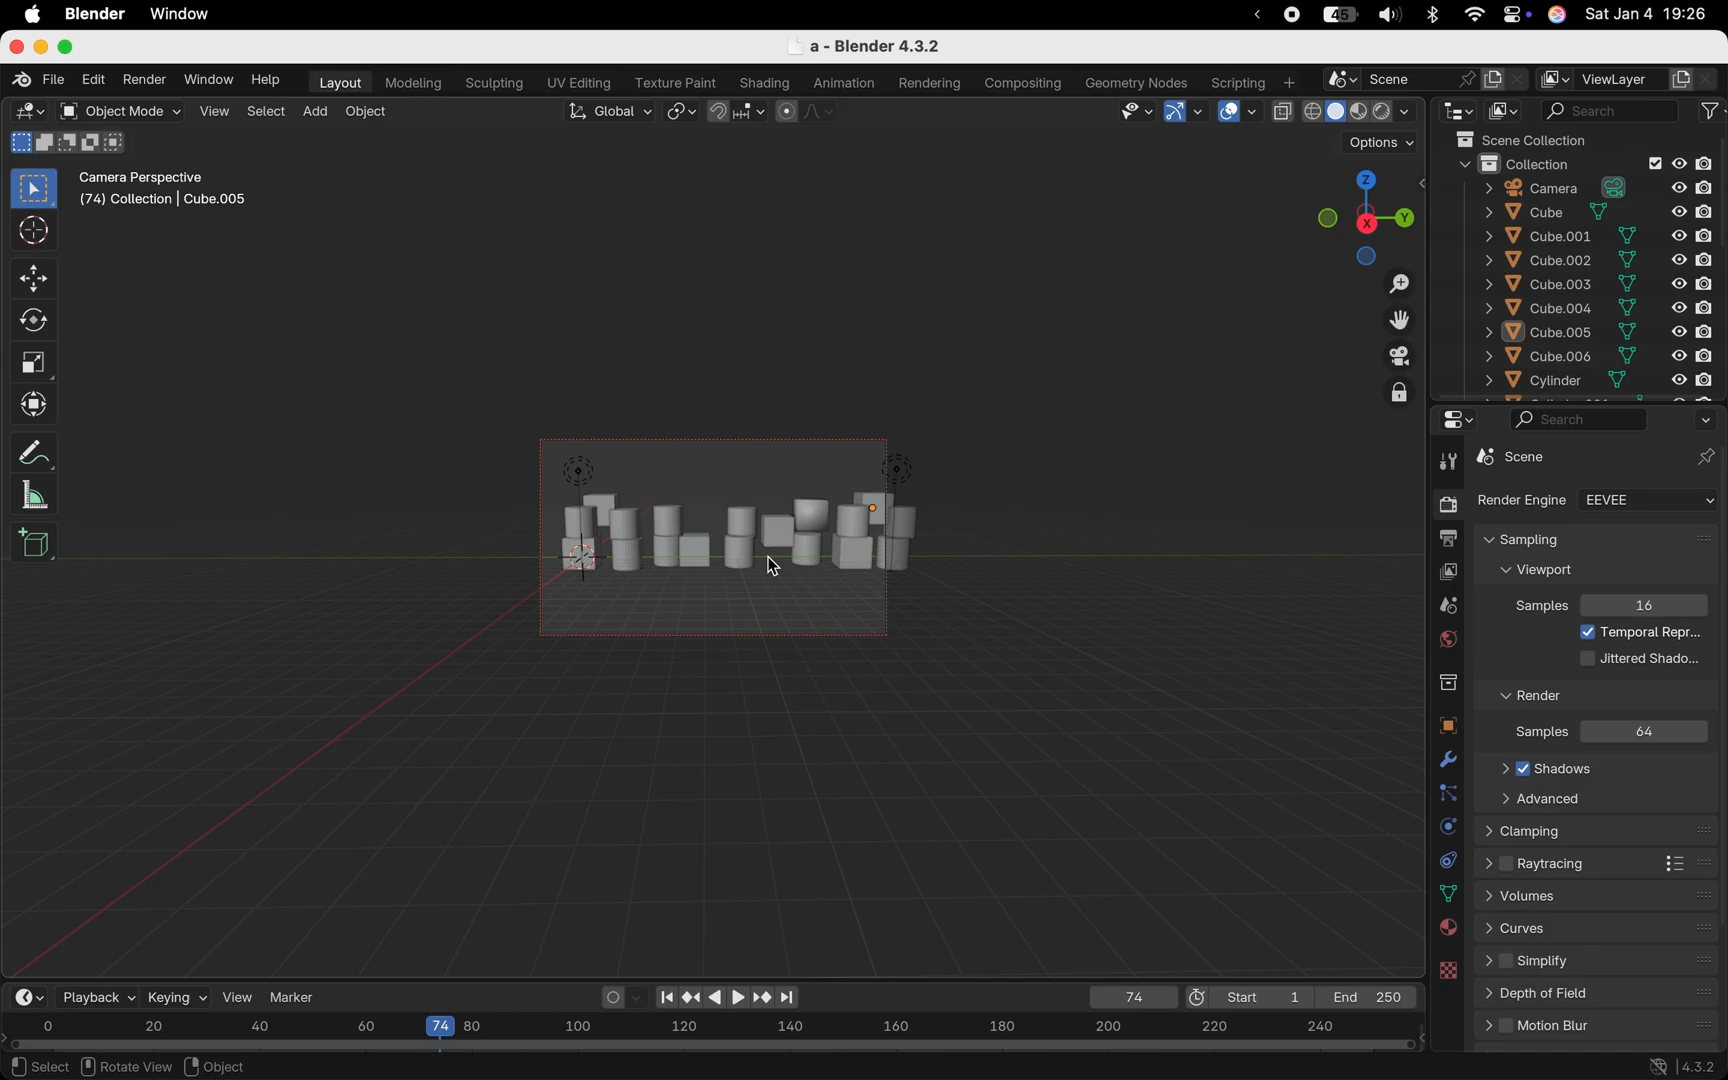 Blender Window
45 Sat Jan 4 19:26
a - Blender 4.3.2
File Edit Render Window Help Layout Modeling Sculpting UV Editing Texture Paint Shading Animation Rendering Compositing Geometry Nodes Scripting + Scene ViewLayer
Object Mode View Select Add Object Global Search
Options
Camera Perspective
(74) Collection | Cube.005
Z
Y
X
Scene Collection
Collection
Camera
Cube
Cube.001
Cube.002
Cube.003
Cube.004
Cube.005
Cube.006
Cylinder
Search
Scene
Render Engine EEVEE
Sampling
Viewport
Samples 16
Temporal Repr...
Jittered Shado...
Render
Samples 64
Shadows
Advanced
Clamping
Raytracing
Volumes
Curves
Simplify
Depth of Field
Motion Blur
Playback Keying View Marker 74 Start 1 End 250
0 20 40 60 74 80 100 120 140 160 180 200 220 240
Select Rotate View Object 4.3.2